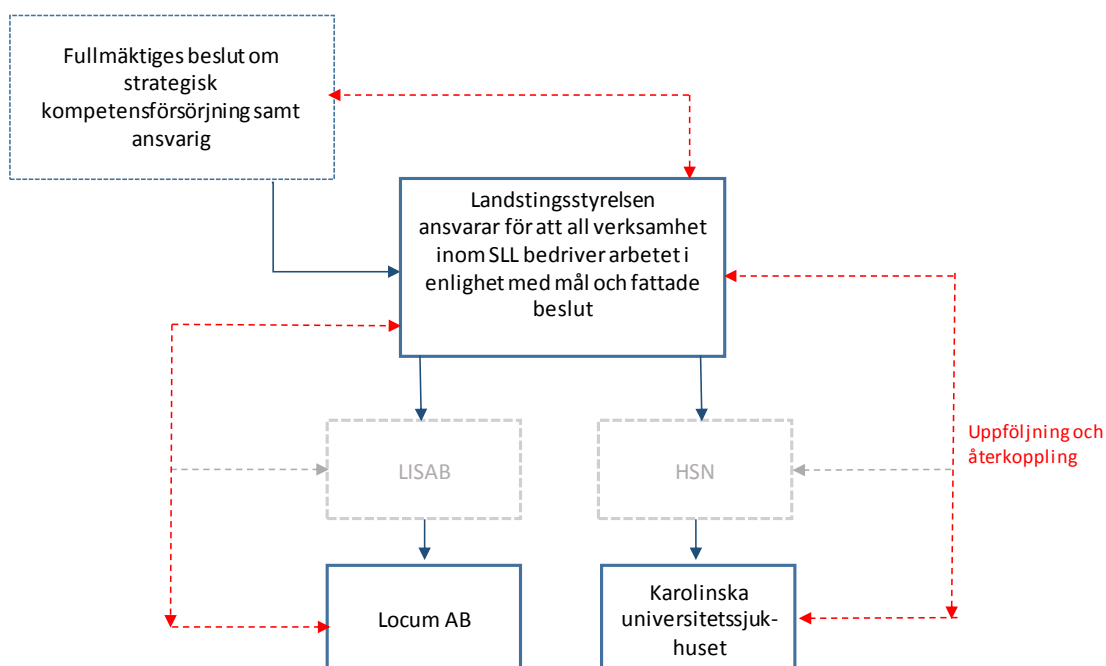 Fullmäktiges beslut om
strategisk
kompetensförsörjning samt
ansvarig
Landstingsstyrelsen
ansvarar för att all verksamhet
inom SLL bedriver arbetet i
enlighet med mål och fattade
beslut
LISAB
HSN
Uppföljning och
återkoppling
Locum AB
Karolinska
universitetssjuk-
huset